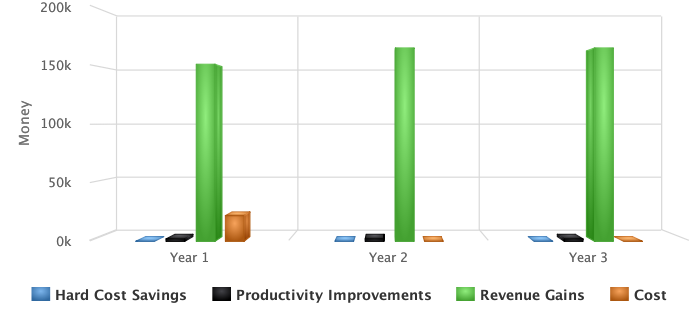 200k
150k
100k
50k
0k
Money
Year 1 Year 2 Year 3
Hard Cost Savings Productivity Improvements Revenue Gains Cost